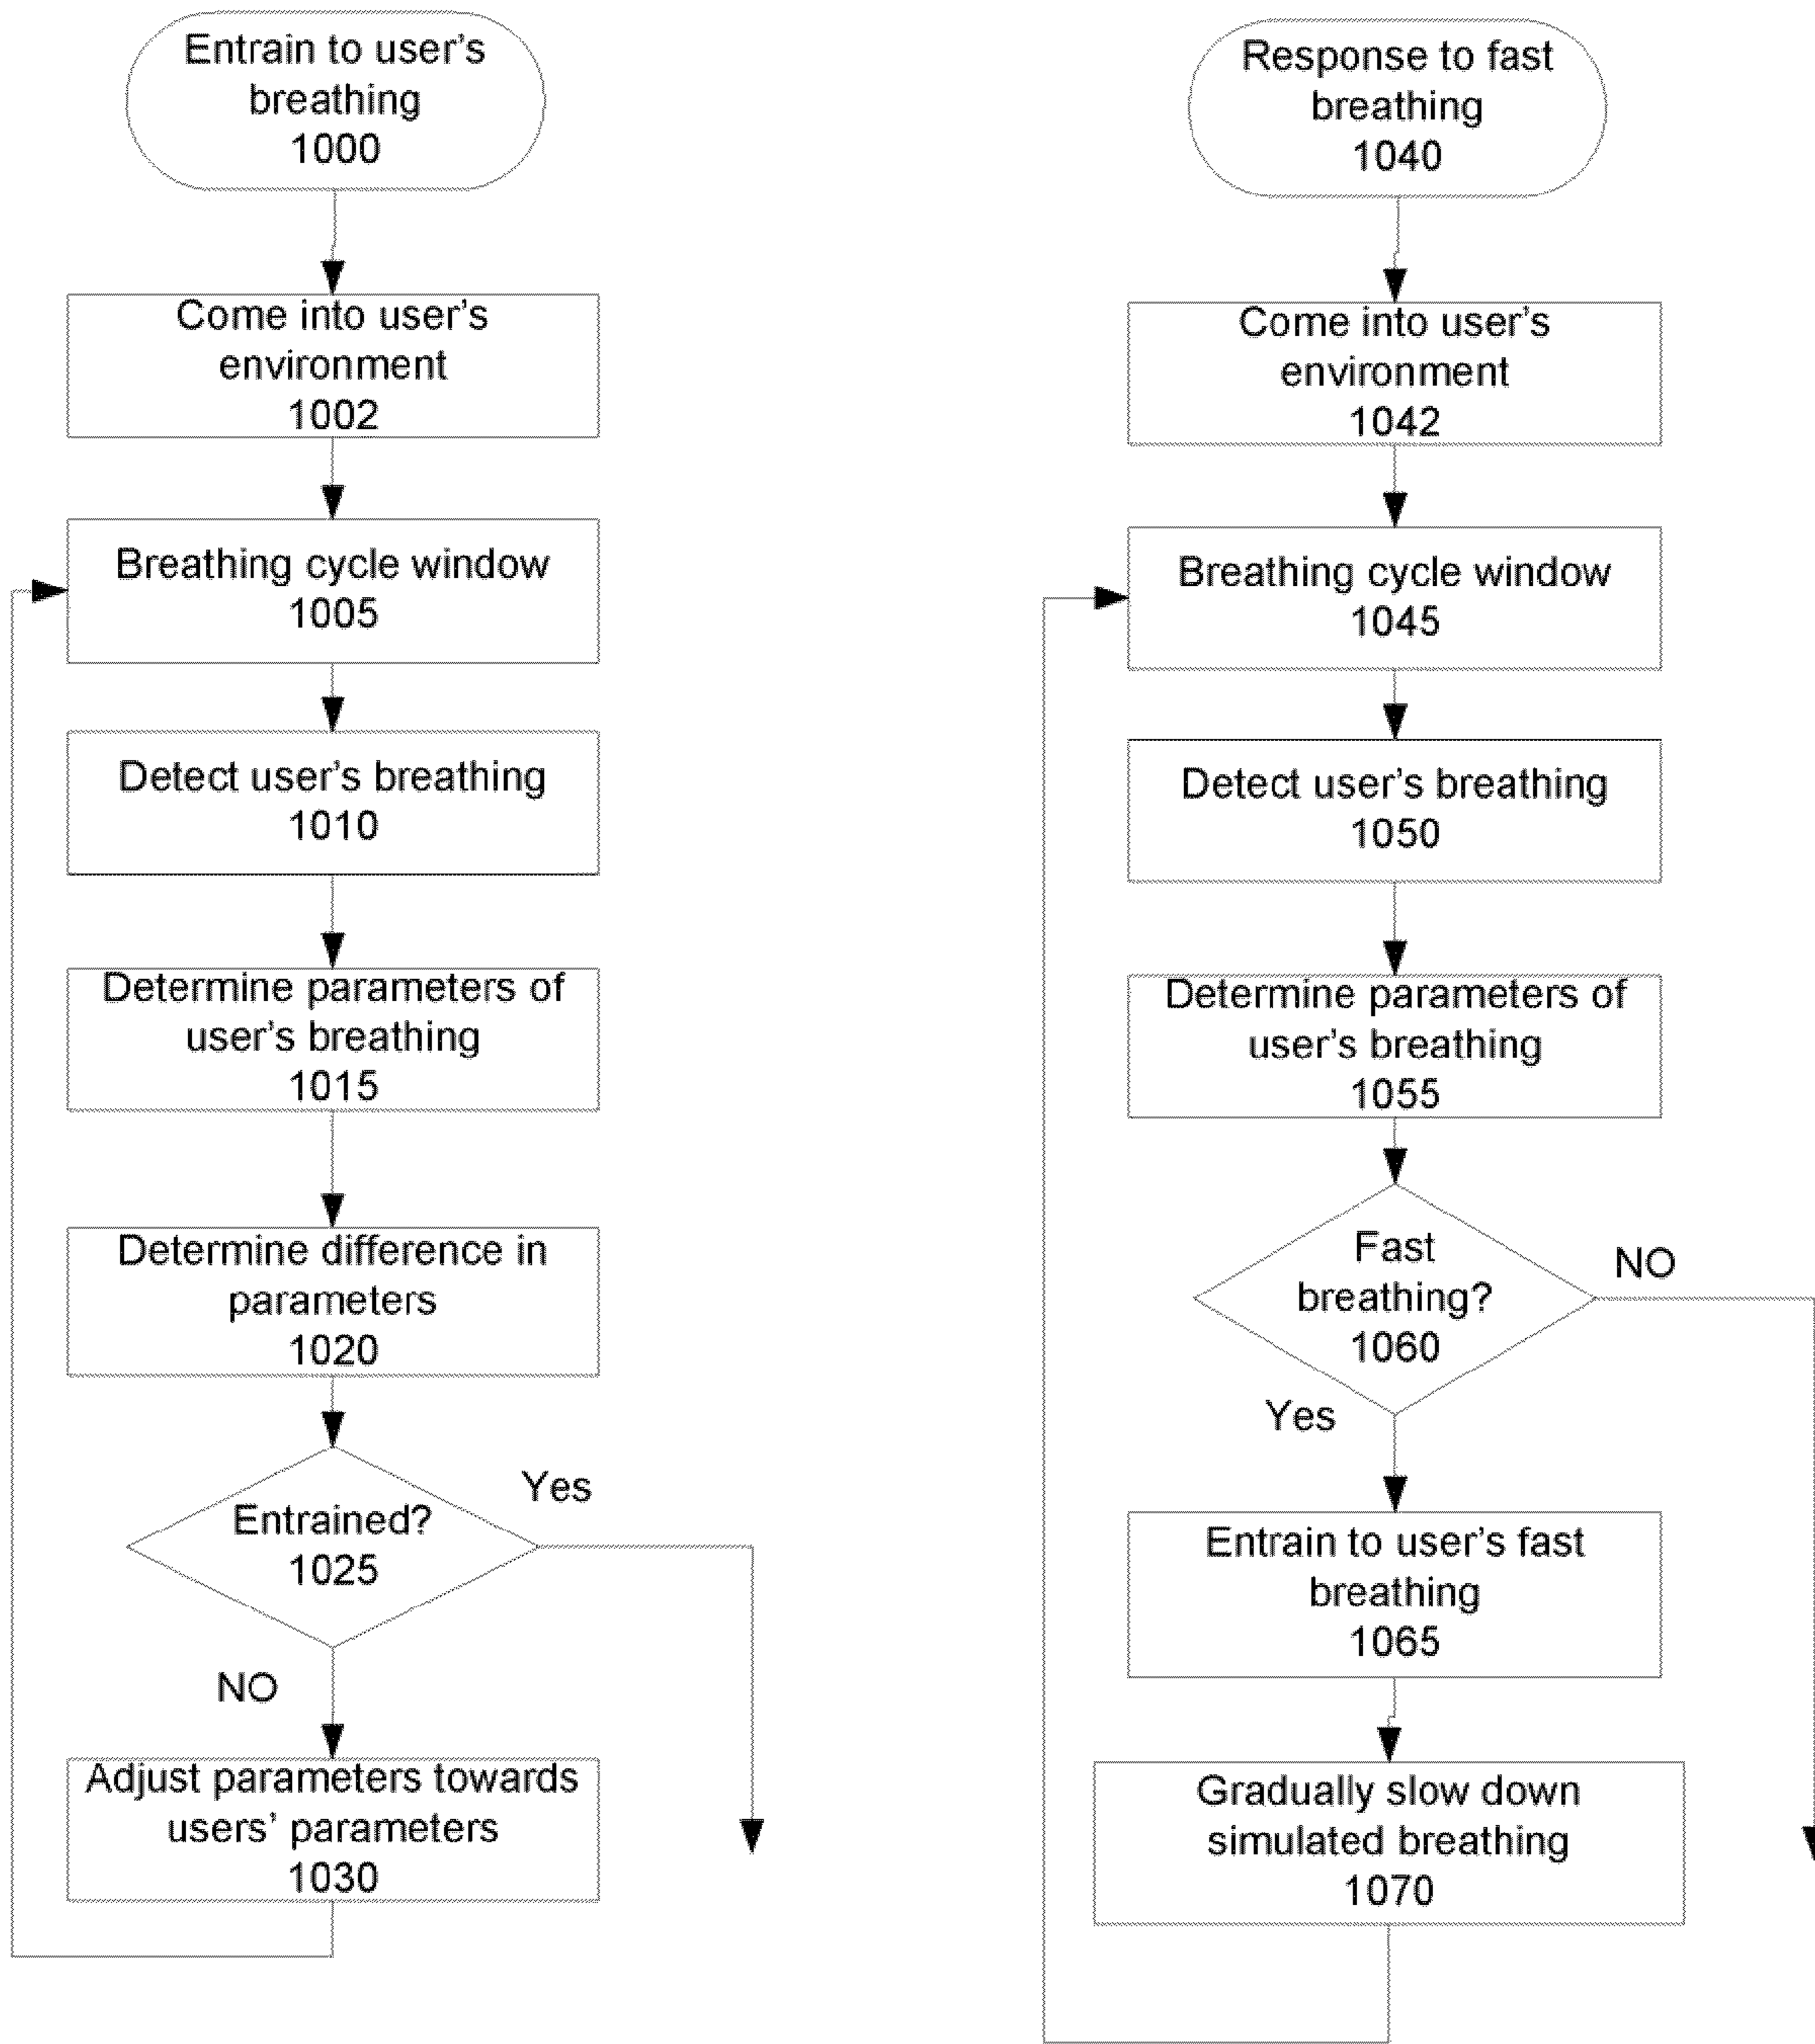 Entrain to user's
breathing
1000
Come into user's
environment
1002
Breathing cycle window
1005
Detect user's breathing
1010
Determine parameters of
user's breathing
1015
Determine difference in
parameters
1020
Entrained?
1025
Yes
NO
Adjust parameters towards
users' parameters
1030
Response to fast
breathing
1040
Come into user's
environment
1042
Breathing cycle window
1045
Detect user's breathing
1050
Determine parameters of
user's breathing
1055
Fast
breathing?
1060
NO
Yes
Entrain to user's fast
breathing
1065
Gradually slow down
simulated breathing
1070